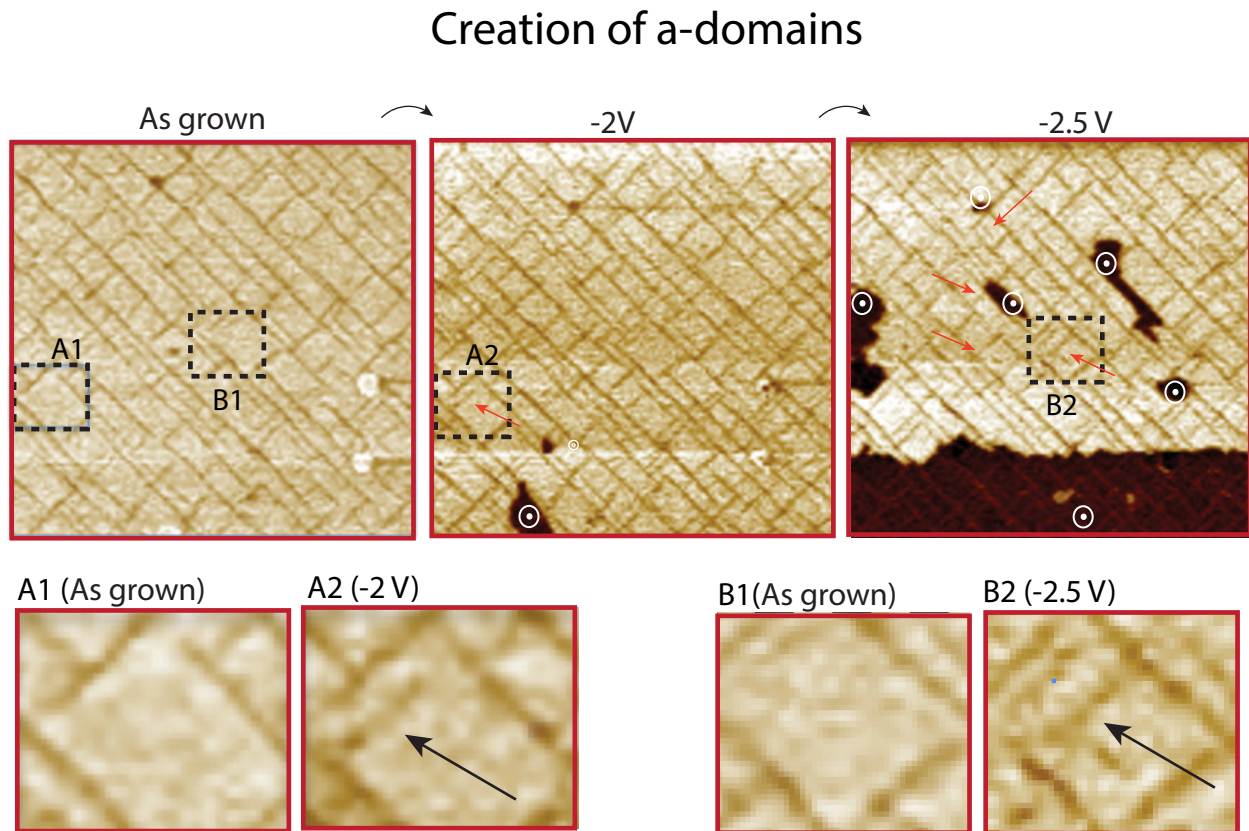 Creation of a-domains
As grown
-2V
-2.5 V
A1
B1
A2
B2
A1 (As grown)
A2 (-2 V)
B1(As grown)
B2 (-2.5 V)